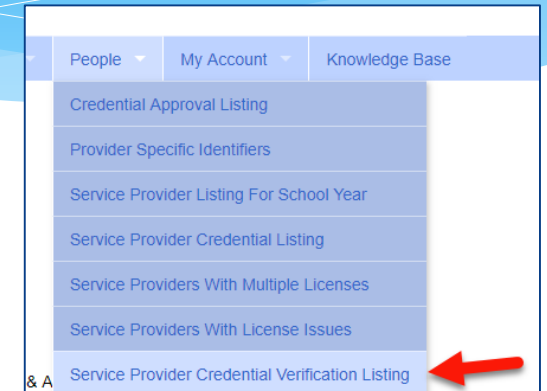 People My Account Knowledge Base
Credential Approval Listing
Provider Specific Identifiers
Service Provider Listing For School Year
Service Provider Credential Listing
Service Providers With Multiple Licenses
Service Providers With License Issues
& A
Service Provider Credential Verification Listing